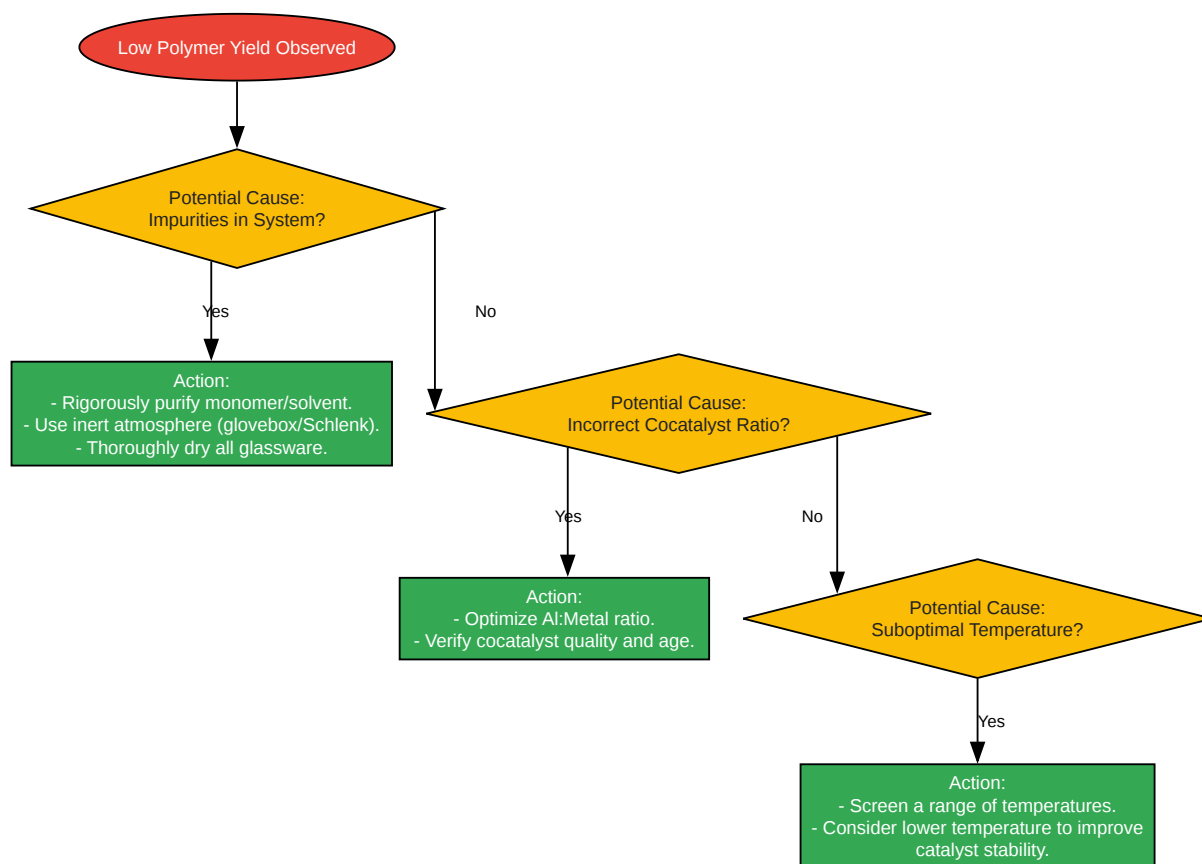 Low Polymer Yield Observed
Potential Cause:
Impurities in System?
Yes
No
Action:
- Rigorously purify monomer/solvent.
- Use inert atmosphere (glovebox/Schlenk).
- Thoroughly dry all glassware.
Potential Cause:
Incorrect Cocatalyst Ratio?
Yes
No
Action:
- Optimize Al:Metal ratio.
- Verify cocatalyst quality and age.
Potential Cause:
Suboptimal Temperature?
Yes
Action:
- Screen a range of temperatures.
- Consider lower temperature to improve
catalyst stability.